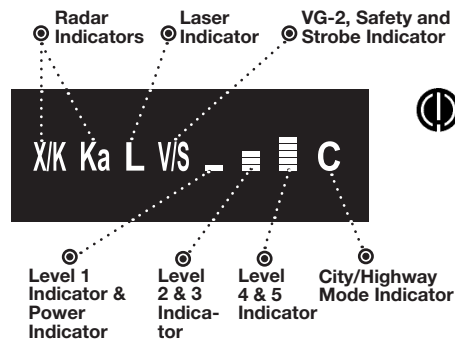 Radar
Indicators
Laser
Indicator
VG-2, Safety and
Strobe Indicator
X/K Ka L V/S C
Level 1
Indicator &
Power
Indicator
Level
2 & 3
Indica-
tor
Level
4 & 5
Indicator
City/Highway
Mode Indicator